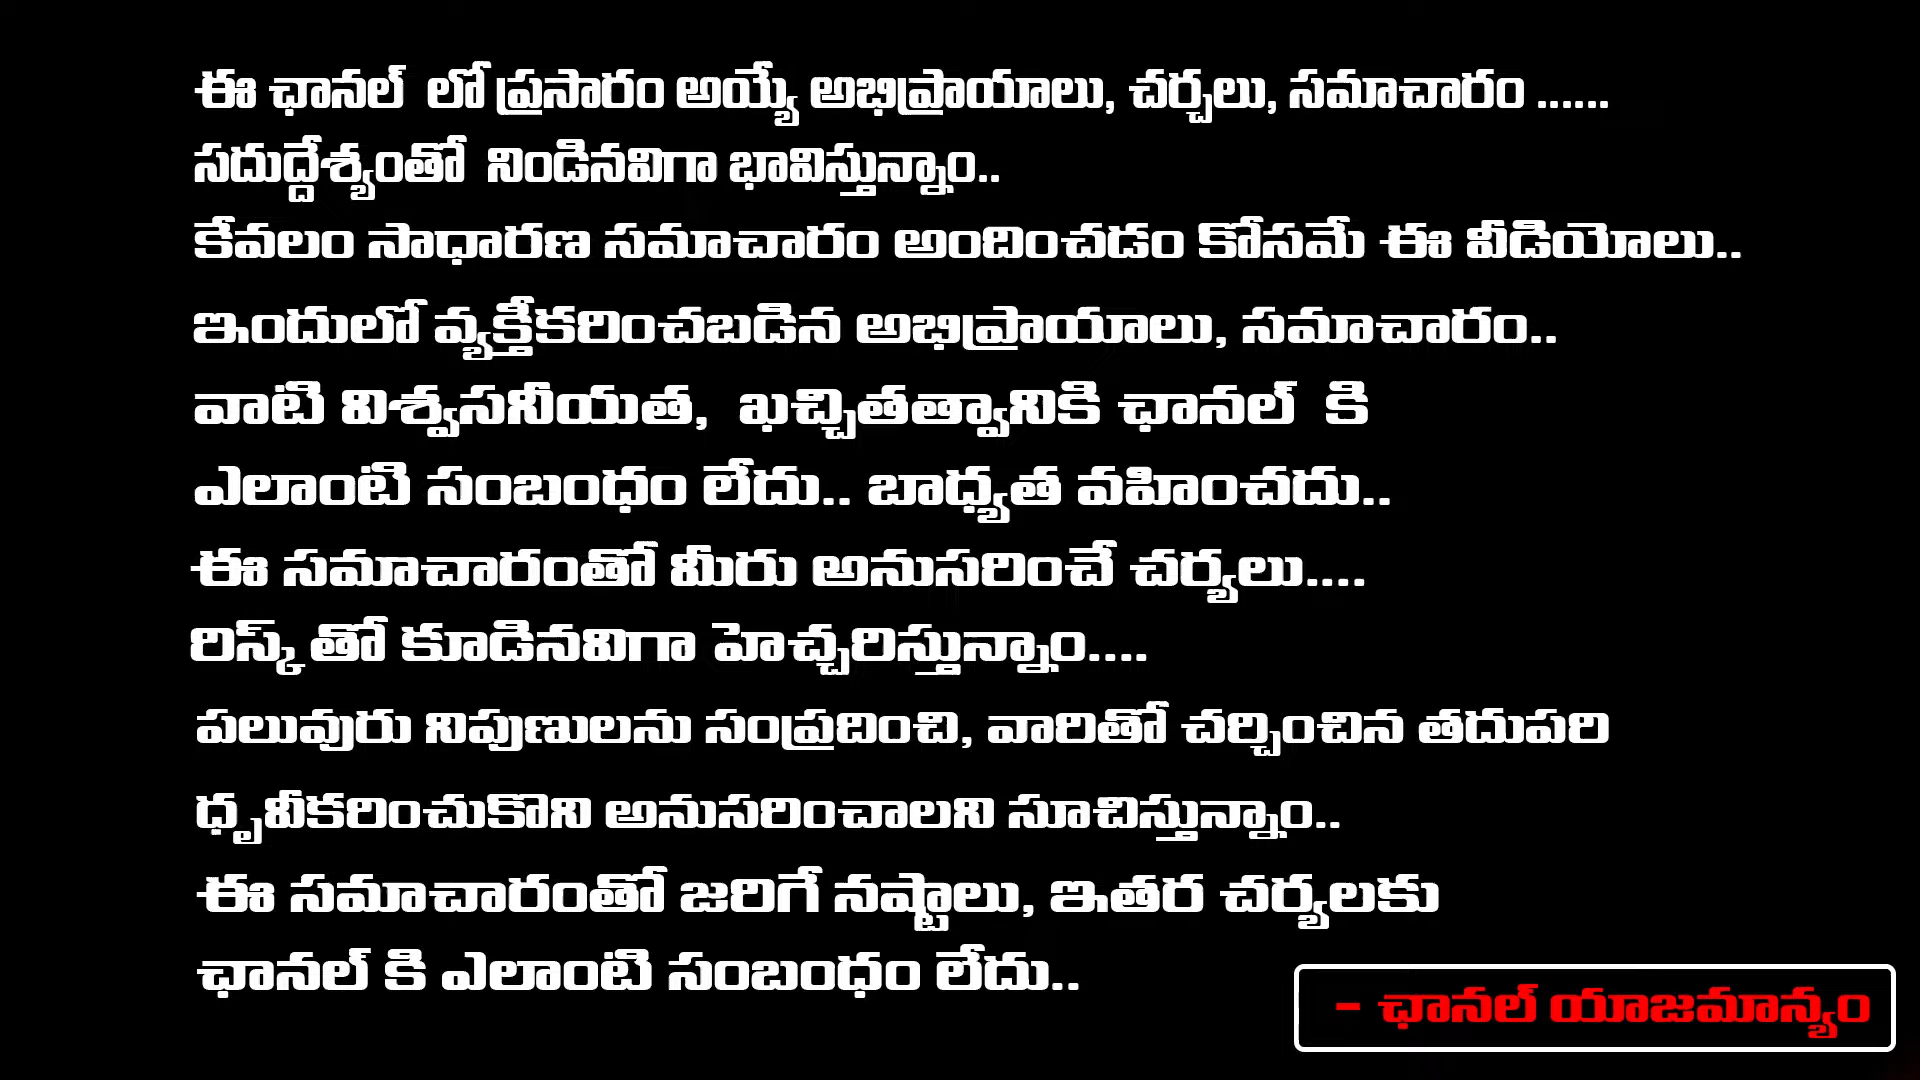 ఈ ఛానల్ లో ప్రసారం అయ్యే అభిప్రాయాలు, చర్చలు, సమాచారం ......
సదుద్దేశ్యంతో నిండినవిగా భావిస్తున్నాం..
కేవలం సాధారణ సమాచారం అందించడం కోసమే ఈ వీడియోలు..
ఇందులో వ్యక్తీకరించబడిన అభిప్రాయాలు, సమాచారం..
వాటి విశ్వసనీయత, ఖచ్చితత్వానికి ఛానల్ కి
ఎలాంటి సంబంధం లేదు.. బాధ్యత వహించదు..
ఈ సమాచారంతో మీరు అనుసరించే చర్యలు....
రిస్క్ తో కూడినవిగా హెచ్చరిస్తున్నాం....
పలువురు నిపుణులను సంప్రదించి, వారితో చర్చించిన తదుపరి
ధృవీకరించుకొని అనుసరించాలని సూచిస్తున్నాం..
ఈ సమాచారంతో జరిగే నష్టాలు, ఇతర చర్యలకు
ఛానల్ కి ఎలాంటి సంబంధం లేదు..
- ఛానల్ యాజమాన్యం